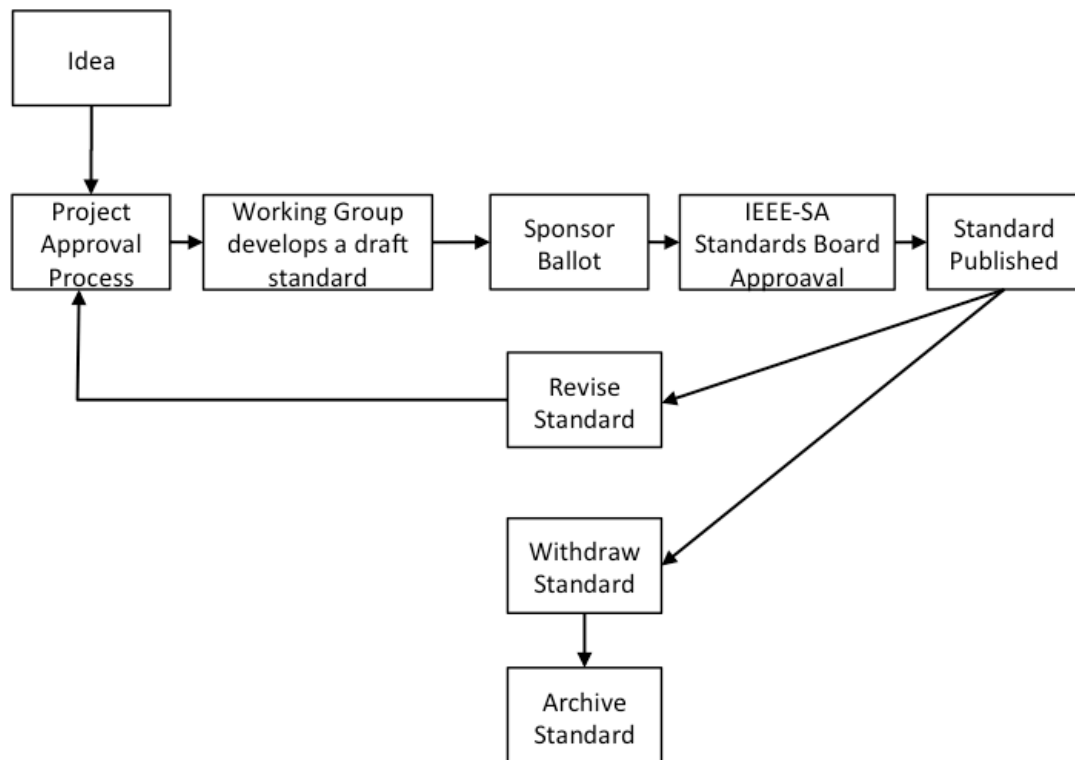 Idea
Project
Approval
Process
Working Group
develops a draft
standard
Sponsor
Ballot
IEEE-SA
Standards Board
Approaval
Standard
Published
Revise
Standard
Withdraw
Standard
Archive
Standard